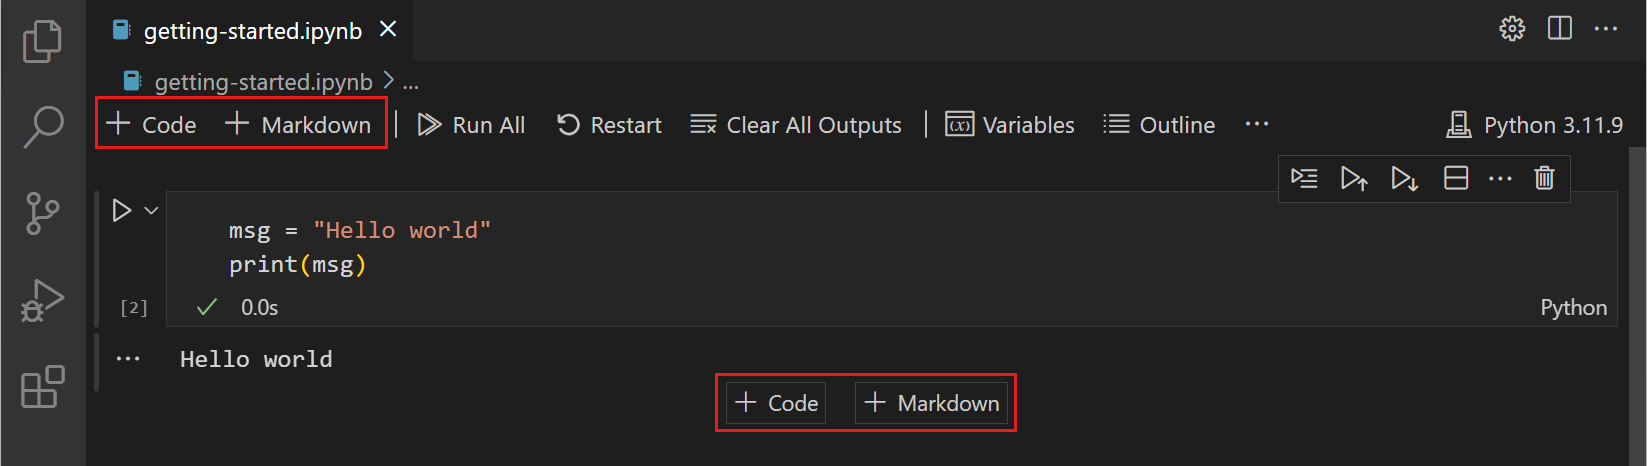 getting-started.ipynb
getting-started.ipynb > ...
+ Code + Markdown | Run All Restart Clear All Outputs | (x) Variables Outline ... Python 3.11.9
msg = "Hello world"
print(msg)
[2] ✓ 0.0s Python
... Hello world
+ Code + Markdown